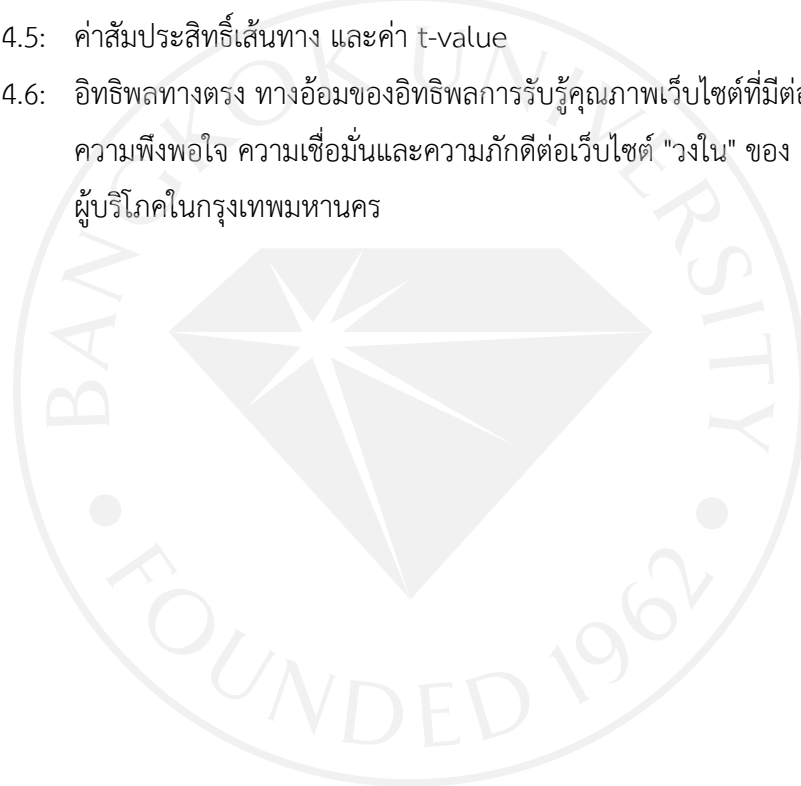 4.5: ค่าสัมประสิทธิ์เส้นทาง และค่า t-value
4.6: อิทธิพลทางตรง ทางอ้อมของอิทธิพลการรับรู้คุณภาพเว็บไซต์ที่มีต่อ
ความพึงพอใจ ความเชื่อมั่นและความภักดีต่อเว็บไซต์ "วงใน" ของ
ผู้บริโภคในกรุงเทพมหานคร
BANGKOK UNIVERSITY
FOUNDED 1962